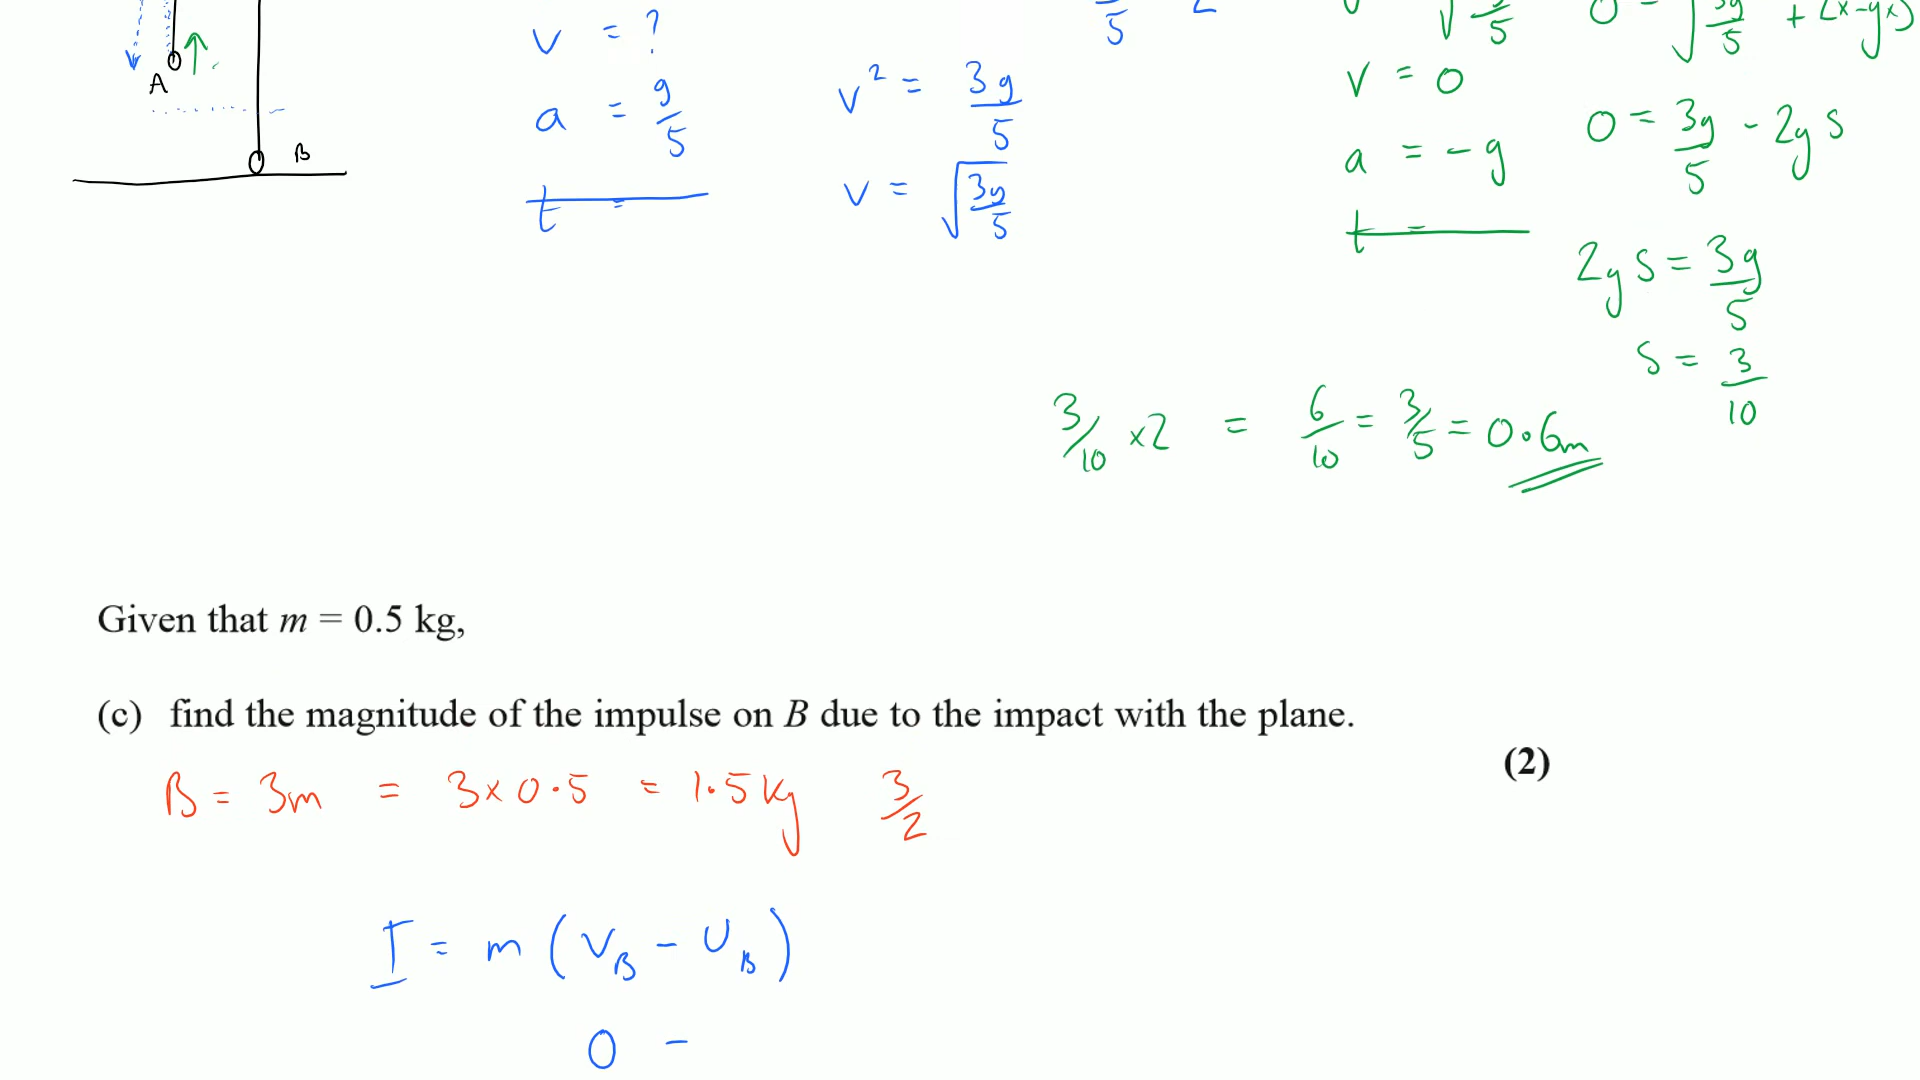 A
B
v = ?
a = g/5
t =
v² = 3g/5
v = √(3g/5)
5
v = 0
a = -g
t =
0 = 3g/5 - 2gs
2gs = 3g/5
s = 3/10
3/10 ×2 = 6/10 = 3/5 = 0.6m
Given that m = 0.5 kg,
(c) find the magnitude of the impulse on B due to the impact with the plane.
(2)
B = 3m = 3×0.5 = 1.5kg 3/2
I = m (V_B - U_B)
0 -